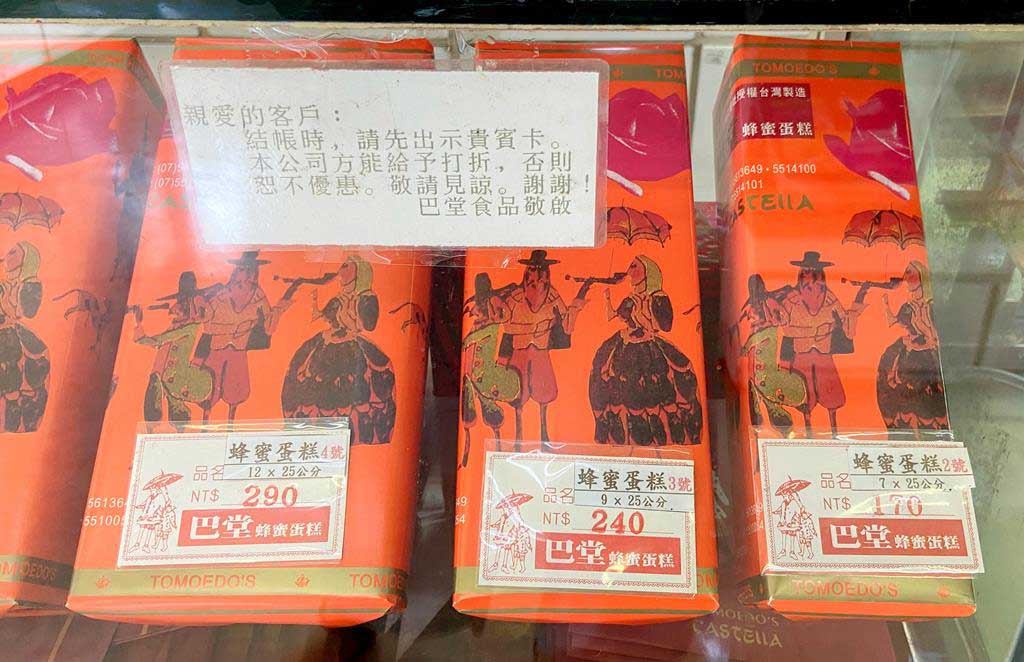 親愛的客戶：
結帳時，請先出示貴賓卡。
本公司方能給予打折，否則
恕不優惠。敬請見諒。謝謝！
巴堂食品敬啟
TOMOEDO'S
授權台灣製造
蜂蜜蛋糕
5514100
蜂蜜蛋糕4號
品名 12 x 25公分
NT$ 290
巴堂 蜂蜜蛋糕
TOMOEDO'S
蜂蜜蛋糕3號
品名 9 x 25公分
NT$ 240
巴堂 蜂蜜蛋糕
蜂蜜蛋糕2號
品名 7 x 25公分
NT$ 170
巴堂 蜂蜜蛋糕
TOMOEDO'S
CASTELLA